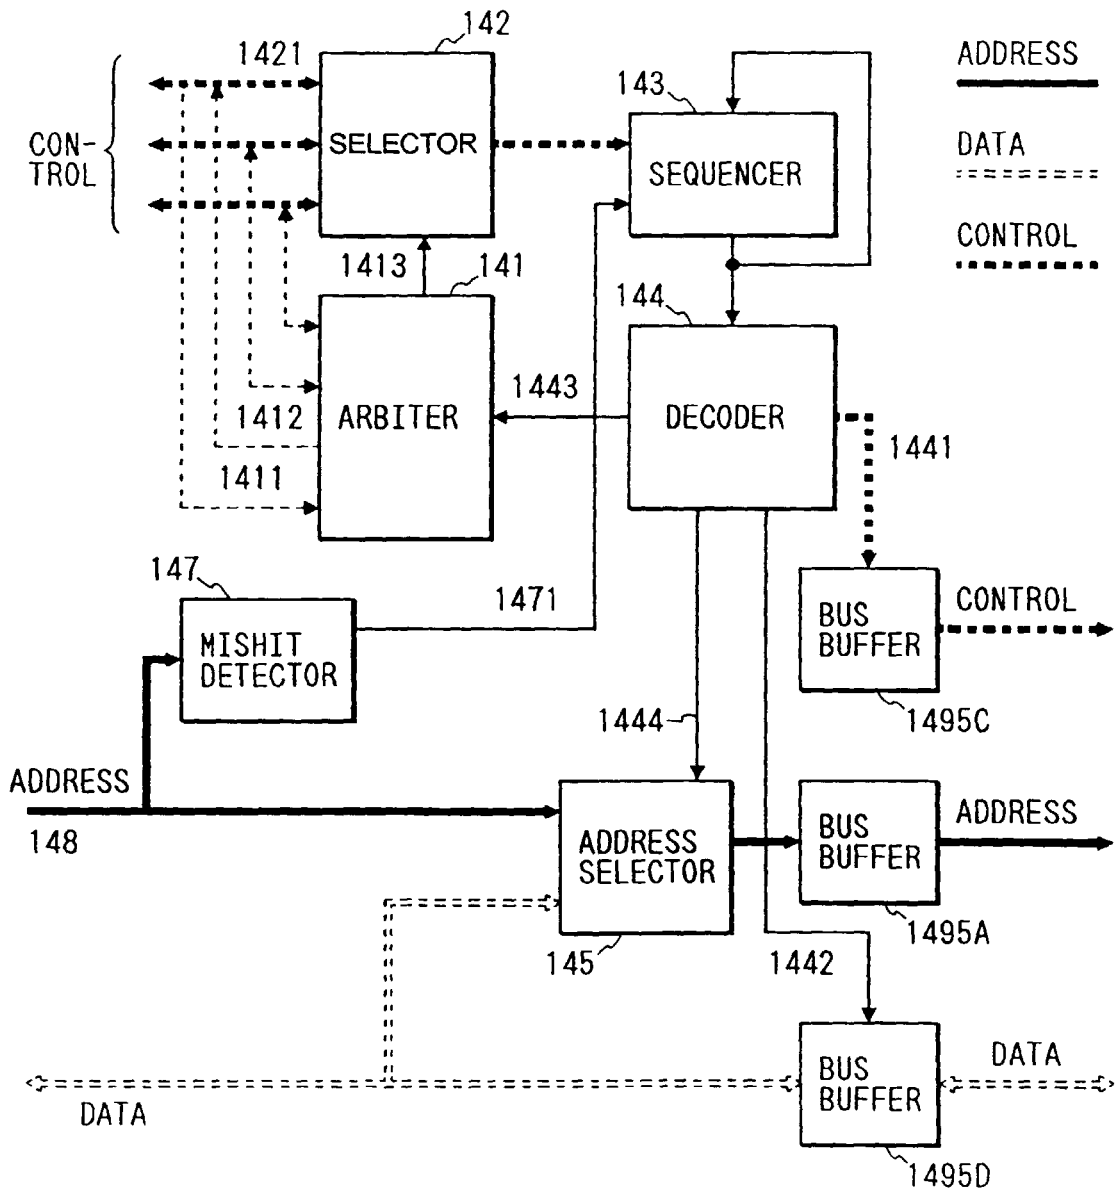 142
1421
ADDRESS
143
CON-
TROL
SELECTOR
SEQUENCER
DATA
CONTROL
1413
141
144
1443
ARBITER
DECODER
1412
1441
1411
147
1471
MISHIT
DETECTOR
BUS
BUFFER
CONTROL
1444
1495C
ADDRESS
148
ADDRESS
SELECTOR
BUS
BUFFER
ADDRESS
145
1442
1495A
DATA
BUS
BUFFER
DATA
1495D